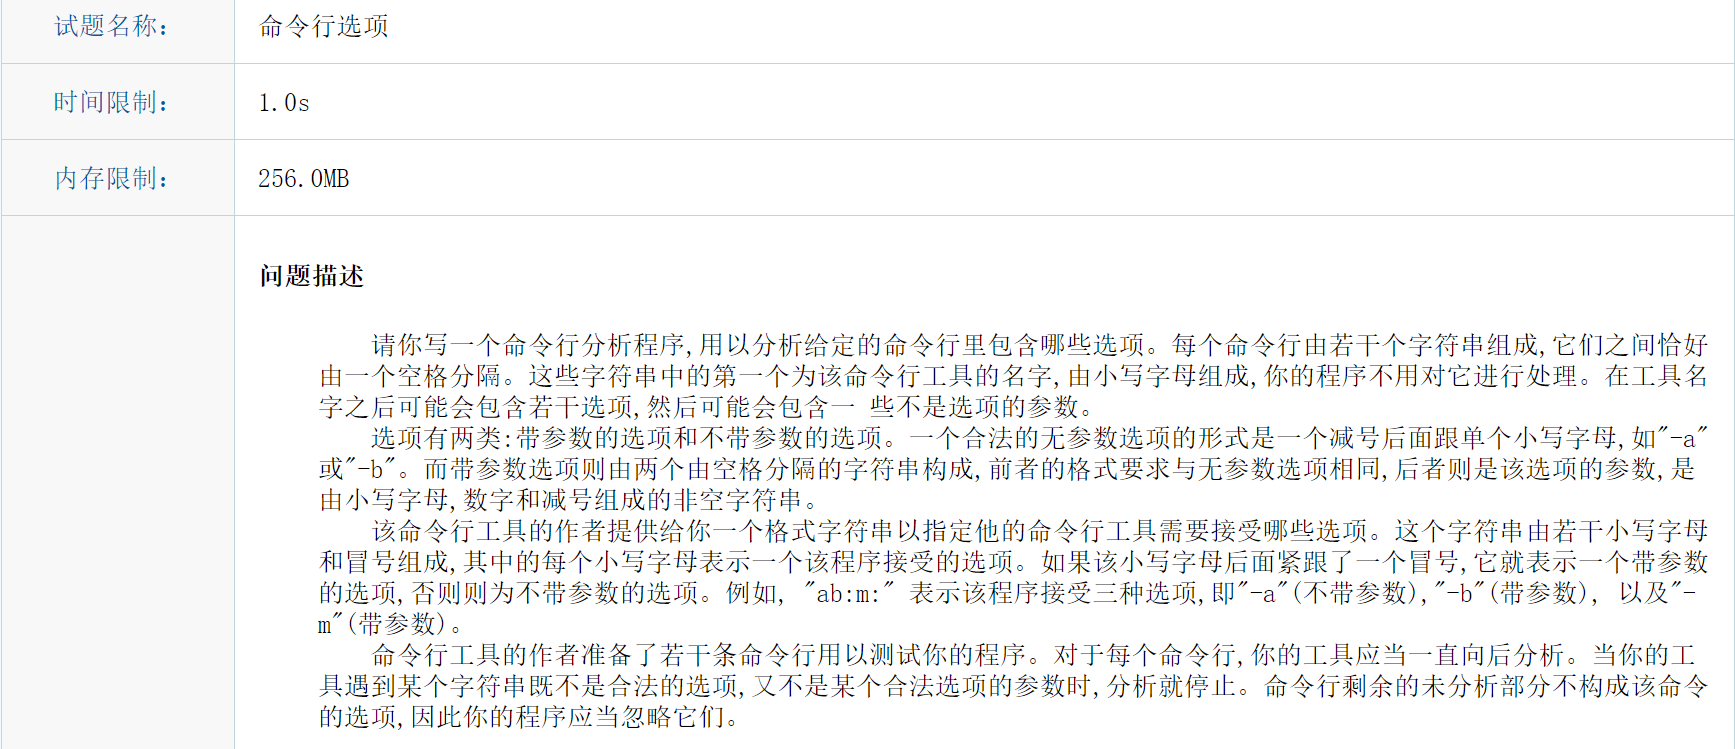 试题名称：
命令行选项
时间限制：
1.0s
内存限制：
256.0MB
问题描述
请你写一个命令行分析程序,用以分析给定的命令行里包含哪些选项。每个命令行由若干个字符串组成,它们之间恰好
由一个空格分隔。这些字符串中的第一个为该命令行工具的名字,由小写字母组成,你的程序不用对它进行处理。在工具名
字之后可能会包含若干选项,然后可能会包含一 些不是选项的参数。
选项有两类:带参数的选项和不带参数的选项。一个合法的无参数选项的形式是一个减号后面跟单个小写字母,如"-a"
或"-b"。而带参数选项则由两个由空格分隔的字符串构成,前者的格式要求与无参数选项相同,后者则是该选项的参数,是
由小写字母,数字和减号组成的非空字符串。
该命令行工具的作者提供给你一个格式字符串以指定他的命令行工具需要接受哪些选项。这个字符串由若干小写字母
和冒号组成,其中的每个小写字母表示一个该程序接受的选项。如果该小写字母后面紧跟了一个冒号,它就表示一个带参数
的选项,否则则为不带参数的选项。例如, "ab:m:" 表示该程序接受三种选项,即"-a"(不带参数),"-b"(带参数), 以及"-
m"(带参数)。
命令行工具的作者准备了若干条命令行用以测试你的程序。对于每个命令行,你的工具应当一直向后分析。当你的工
具遇到某个字符串既不是合法的选项,又不是某个合法选项的参数时,分析就停止。命令行剩余的未分析部分不构成该命令
的选项,因此你的程序应当忽略它们。